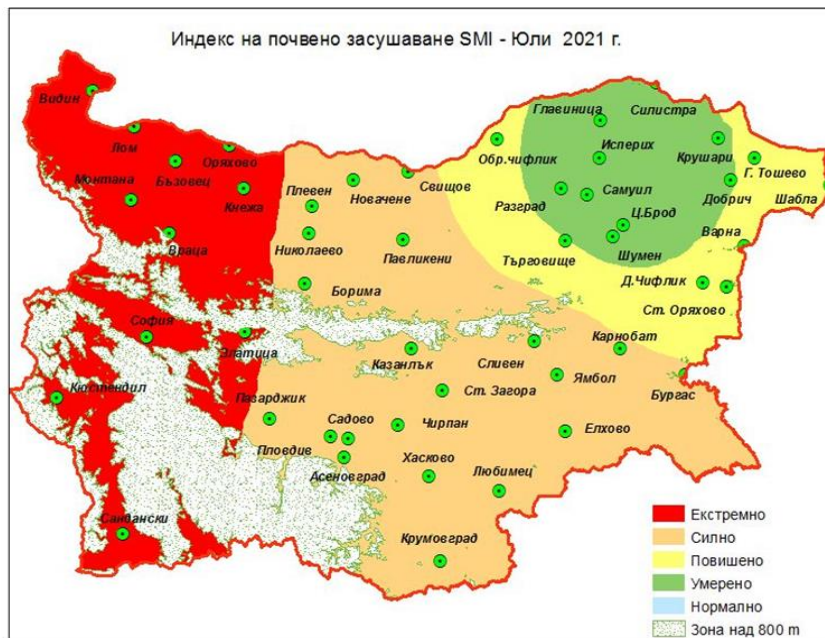 Индекс на почвено засушаване SMI - Юли 2021 г.
Видин
Главиница
Силистра
Лом
Оряхово
Обр.чифлик
Исперих
Крушари
Г. Тошево
Монтана
Бъзовец
Кнежа
Плевен
Новачене
Свищов
Разград
Самуил
Добрич
Шабла
Враца
Николаево
Павликени
Търговище
Ц.Брод
Шумен
Варна
Борима
Д.Чифлик
Ст. Оряхово
София
Златица
Казанлък
Сливен
Карнобат
Кюстендил
Пазарджик
Ст. Загора
Ямбол
Бургас
Садово
Чирпан
Елхово
Пловдив
Асеновград
Хасково
Любимец
Сандански
Крумовград
Екстремно
Силно
Повишено
Умерено
Нормално
Зона над 800 m